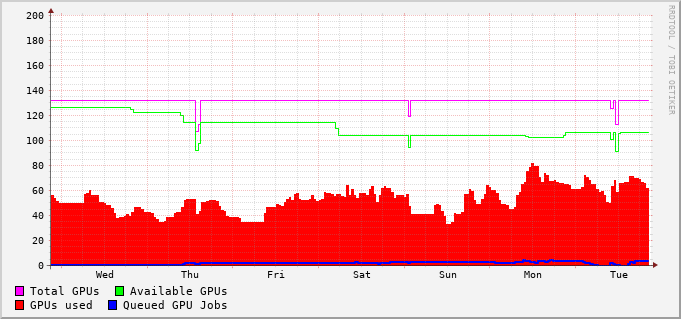 200
180
160
140
120
100
80
60
40
20
0
Wed Thu Fri Sat Sun Mon Tue
Total GPUs Available GPUs
GPUs used Queued GPU Jobs
RRDTOOL / TOBI OETIKER